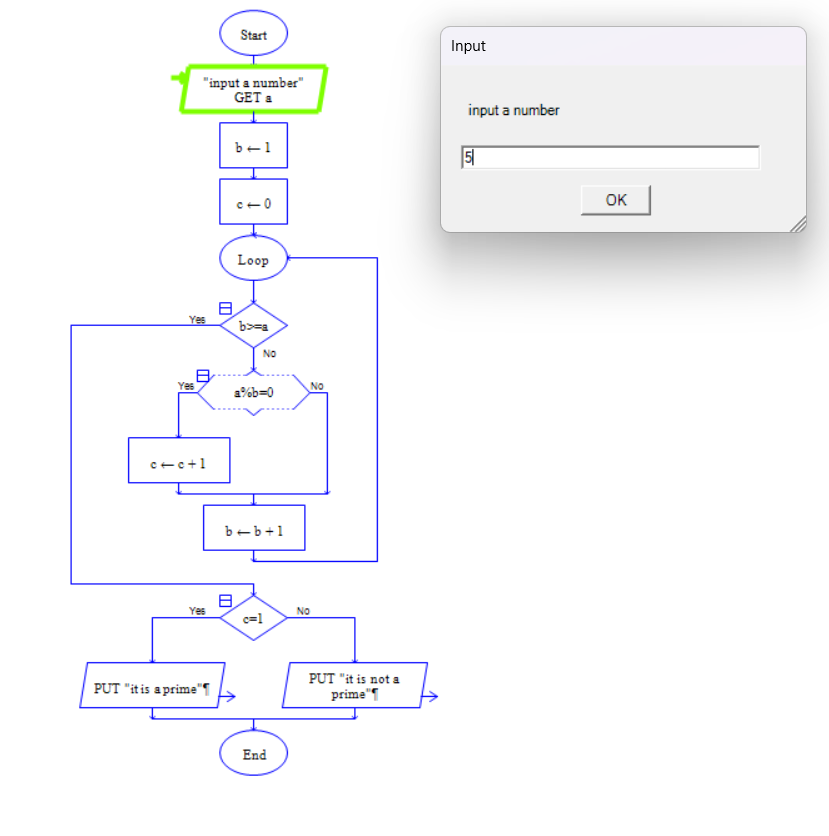 Start
"input a number"
GET a
b ← 1
c ← 0
Loop
b>=a
Yes
No
a%b=0
Yes
No
c ← c + 1
b ← b + 1
c=1
Yes
No
PUT "it is a prime"¶
PUT "it is not a
prime"¶
End
Input
input a number
5
OK